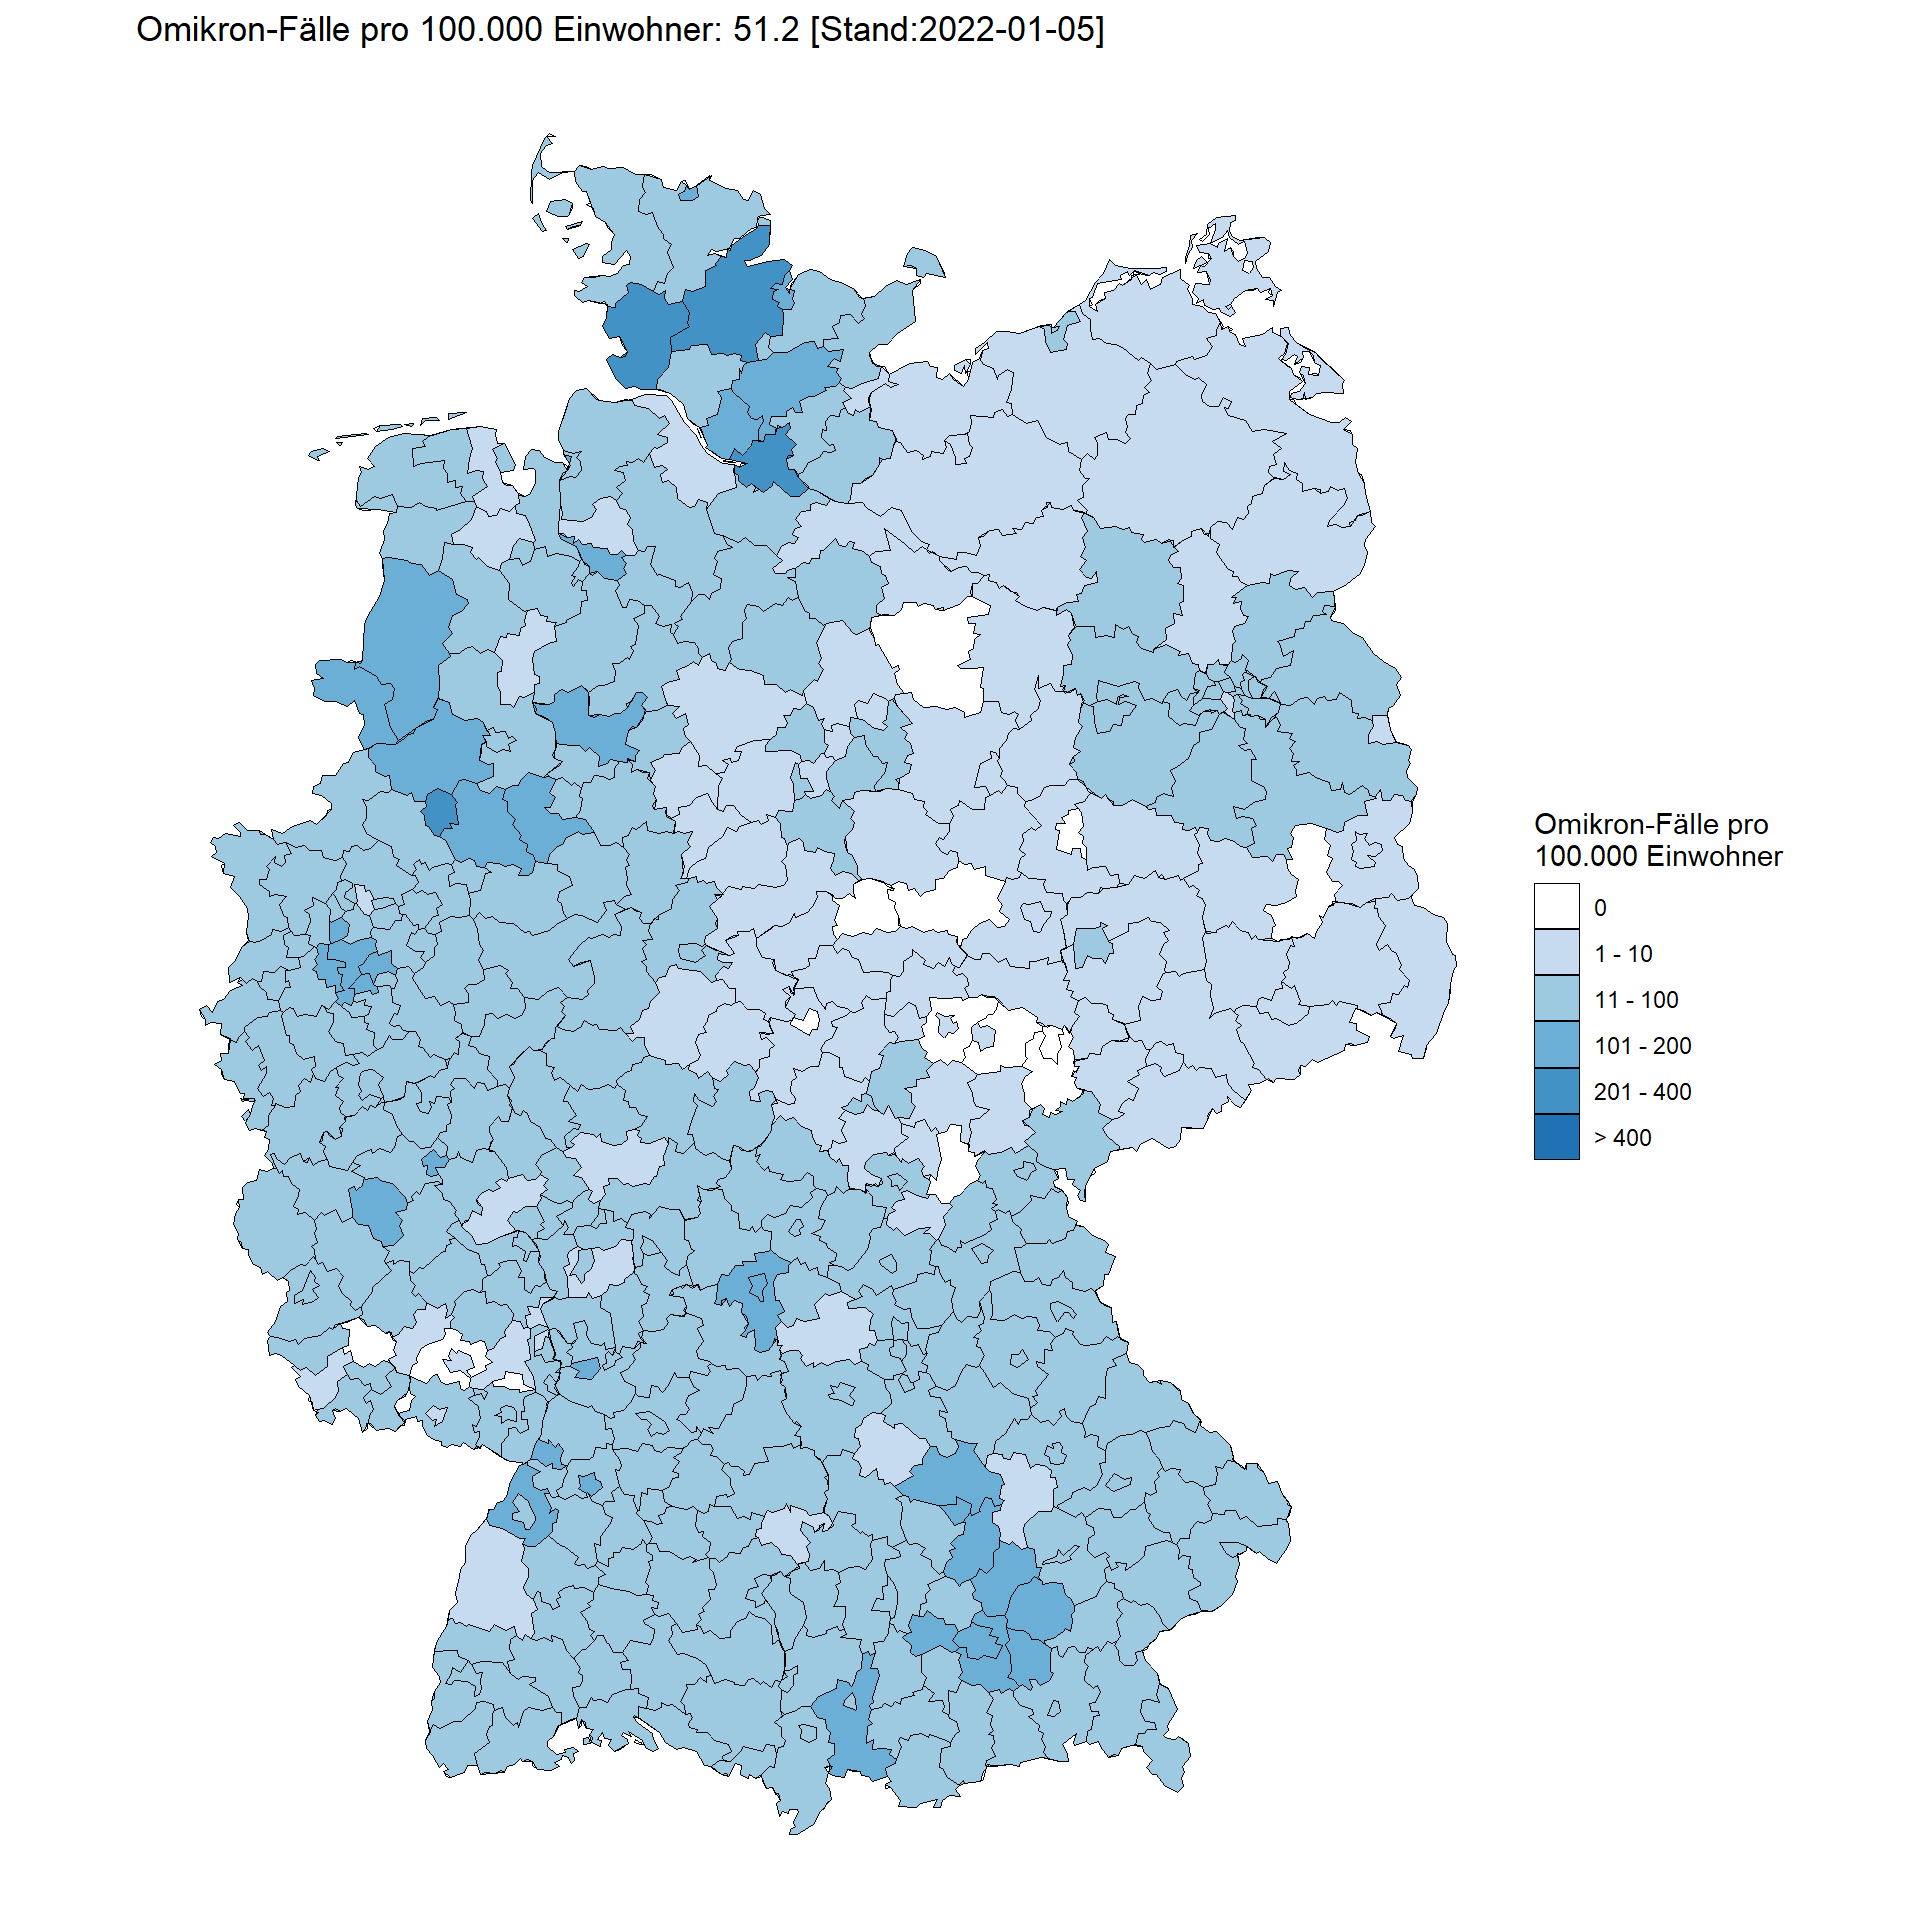 Omikron-Fälle pro 100.000 Einwohner: 51.2 [Stand:2022-01-05]
Omikron-Fälle pro
100.000 Einwohner
0
1 - 10
11 - 100
101 - 200
201 - 400
> 400